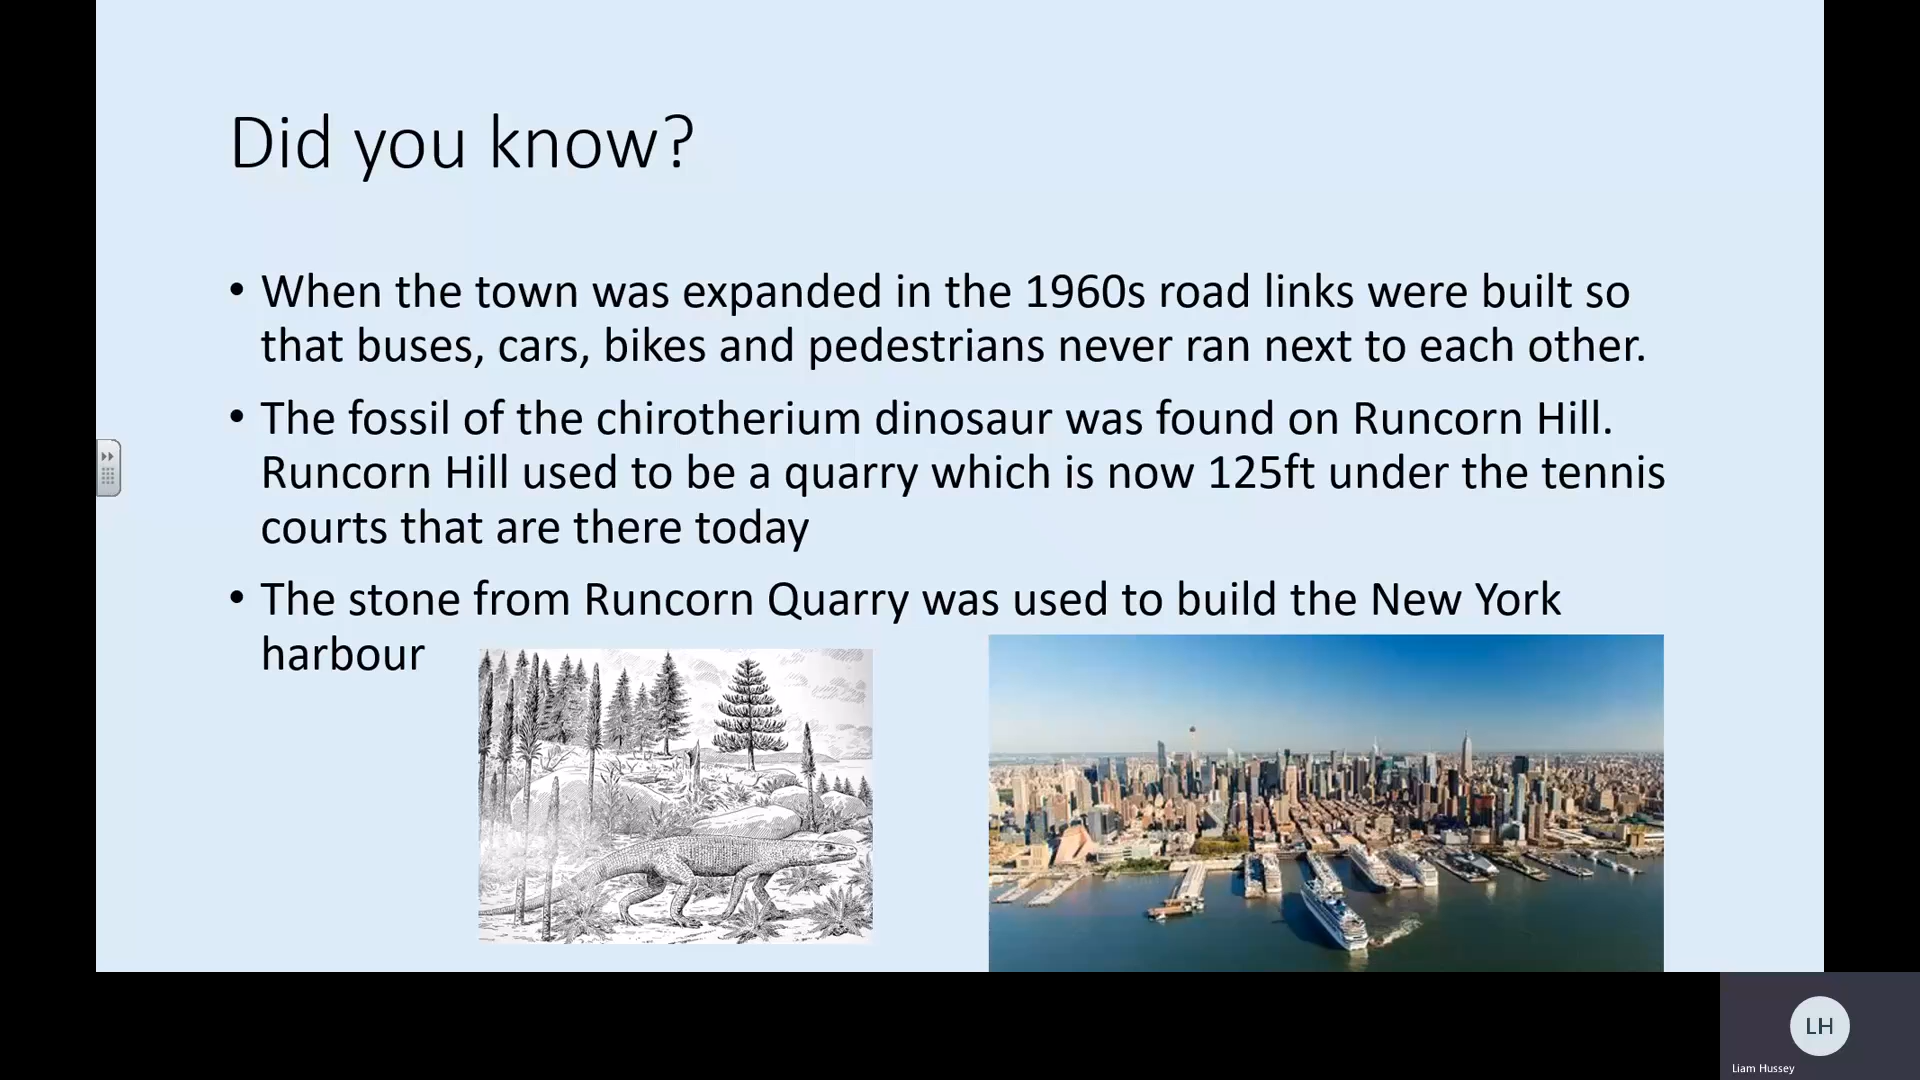 Did you know?
• When the town was expanded in the 1960s road links were built so
that buses, cars, bikes and pedestrians never ran next to each other.
• The fossil of the chirotherium dinosaur was found on Runcorn Hill.
Runcorn Hill used to be a quarry which is now 125ft under the tennis
courts that are there today
• The stone from Runcorn Quarry was used to build the New York
harbour
LH
Liam Hussey